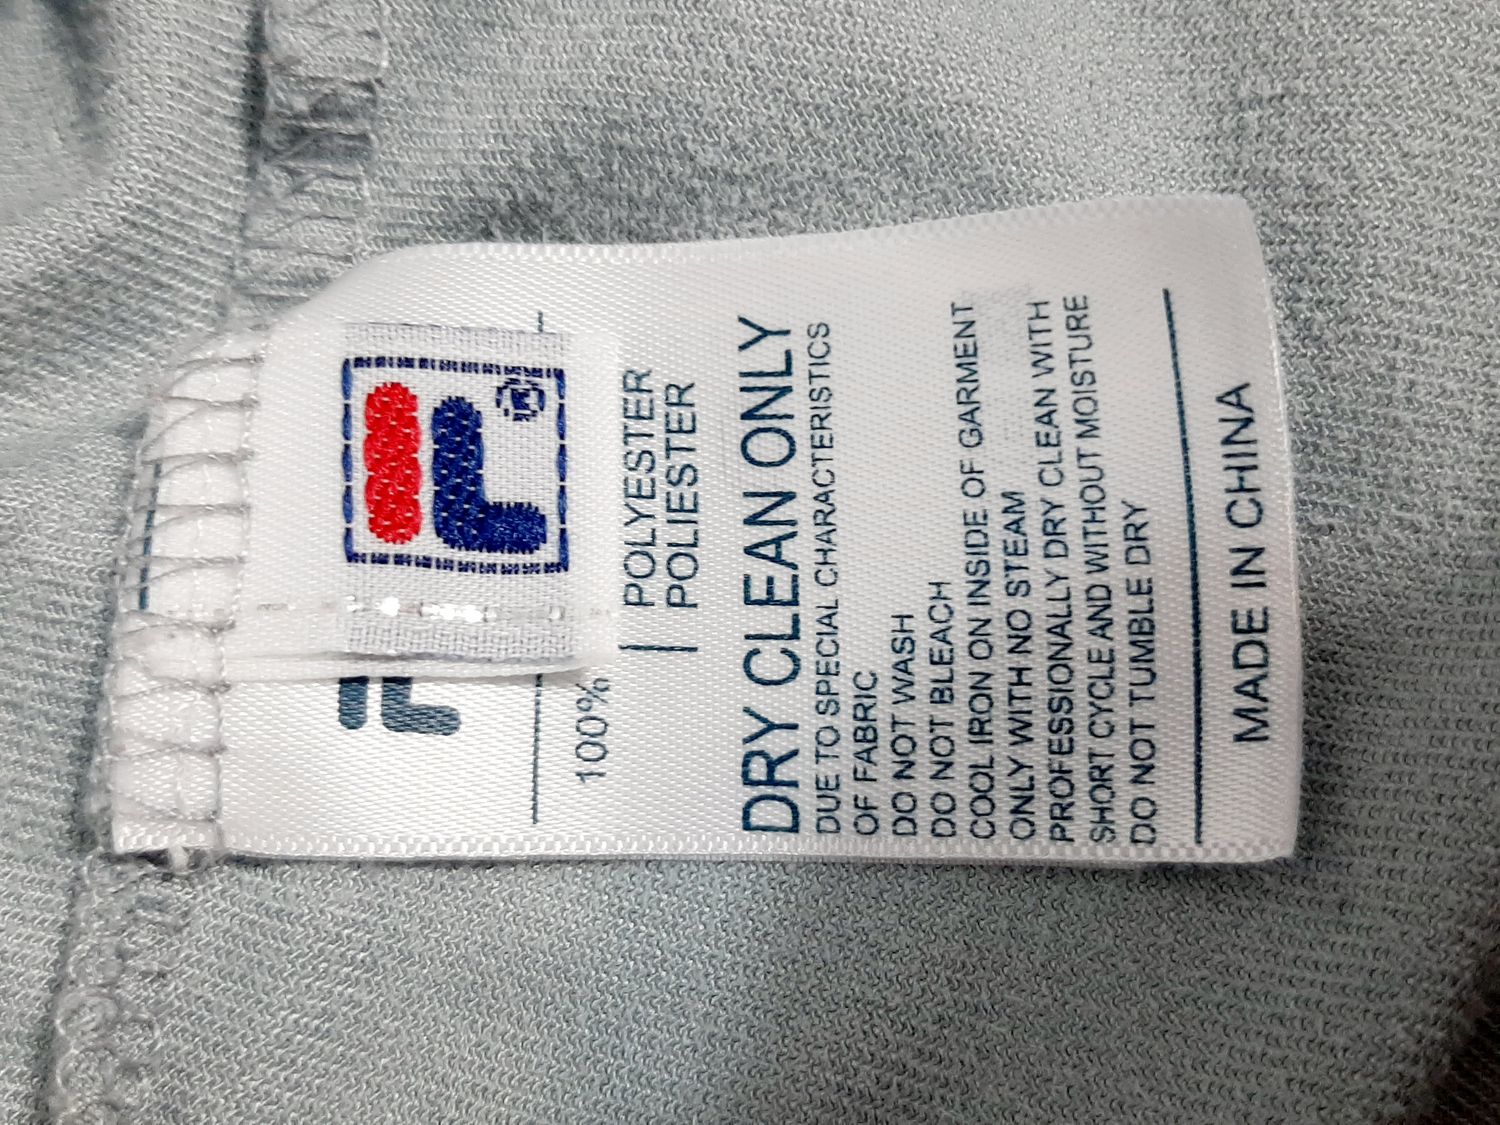 F
®
100%
POLYESTER
POLIESTER
DRY CLEAN ONLY
DUE TO SPECIAL CHARACTERISTICS
OF FABRIC
DO NOT WASH
DO NOT BLEACH
COOL IRON ON INSIDE OF GARMENT
ONLY WITH NO STEAM
PROFESSIONALLY DRY CLEAN WITH
SHORT CYCLE AND WITHOUT MOISTURE
DO NOT TUMBLE DRY
MADE IN CHINA